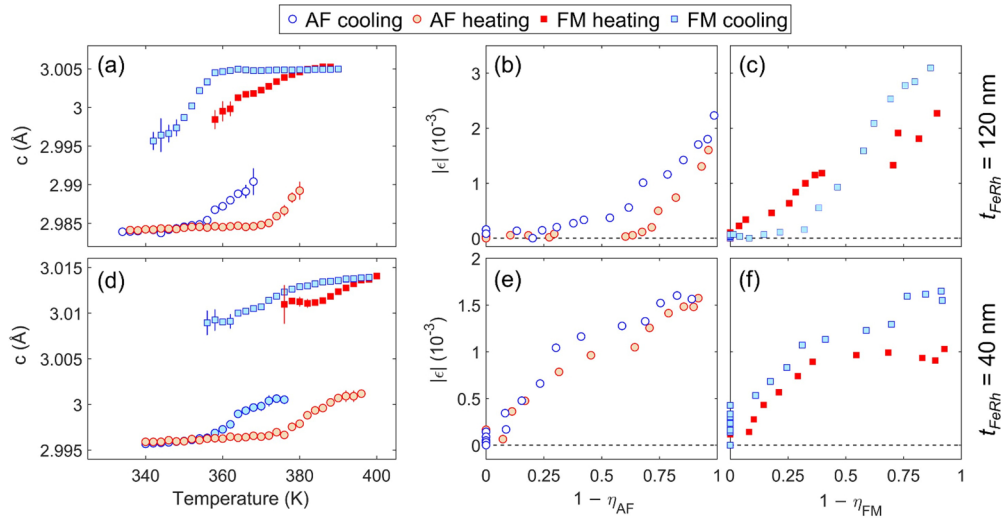 AF cooling AF heating FM heating FM cooling
(a) (b) (c)
3.005
3
2.995
2.99
2.985
c (Å)
3
2
1
0
|ϵ| (10⁻³)
t_FeRh = 120 nm
(d) (e) (f)
3.015
3.01
3.005
3
2.995
c (Å)
1.5
1
0.5
0
|ϵ| (10⁻³)
t_FeRh = 40 nm
340 360 380 400
0 0.25 0.5 0.75 1
0 0.25 0.5 0.75 1
Temperature (K)
1 − η_AF
1 − η_FM